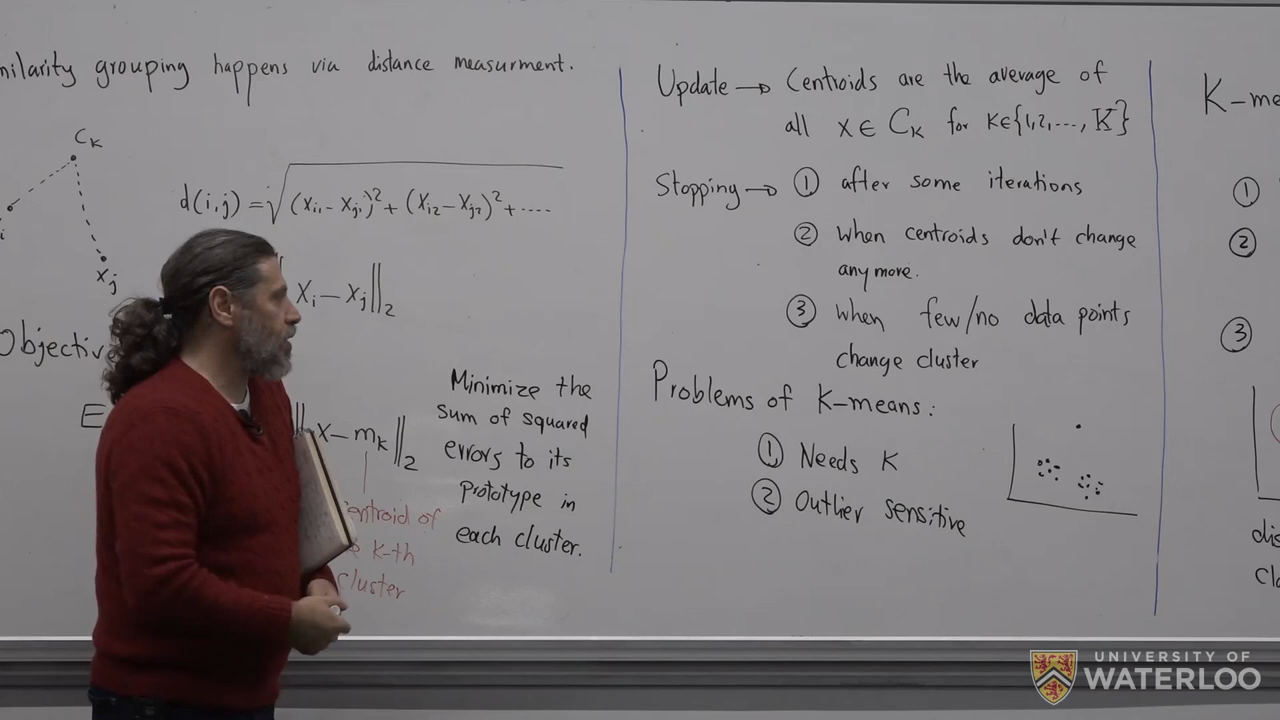 milarity grouping happens via distance measurment.
CK
i
xj
d(i,j) = √(xi1 - xj1)² + (xi2 - xj2)² + ....
xi - xj‖2
Objective
E
‖x - mk‖2
entroid of
k-th
cluster
Minimize the
sum of squared
errors to its
prototype in
each cluster.
Update → Centroids are the average of
all x ∈ CK for K∈{1,2,...,K}
Stopping → ① after some iterations
② when centroids don't change
any more.
③ when few/no data points
change cluster
Problems of K-means:
① Needs K
② Outlier sensitive
K-me
①
②
③
dis
cl
UNIVERSITY OF
WATERLOO